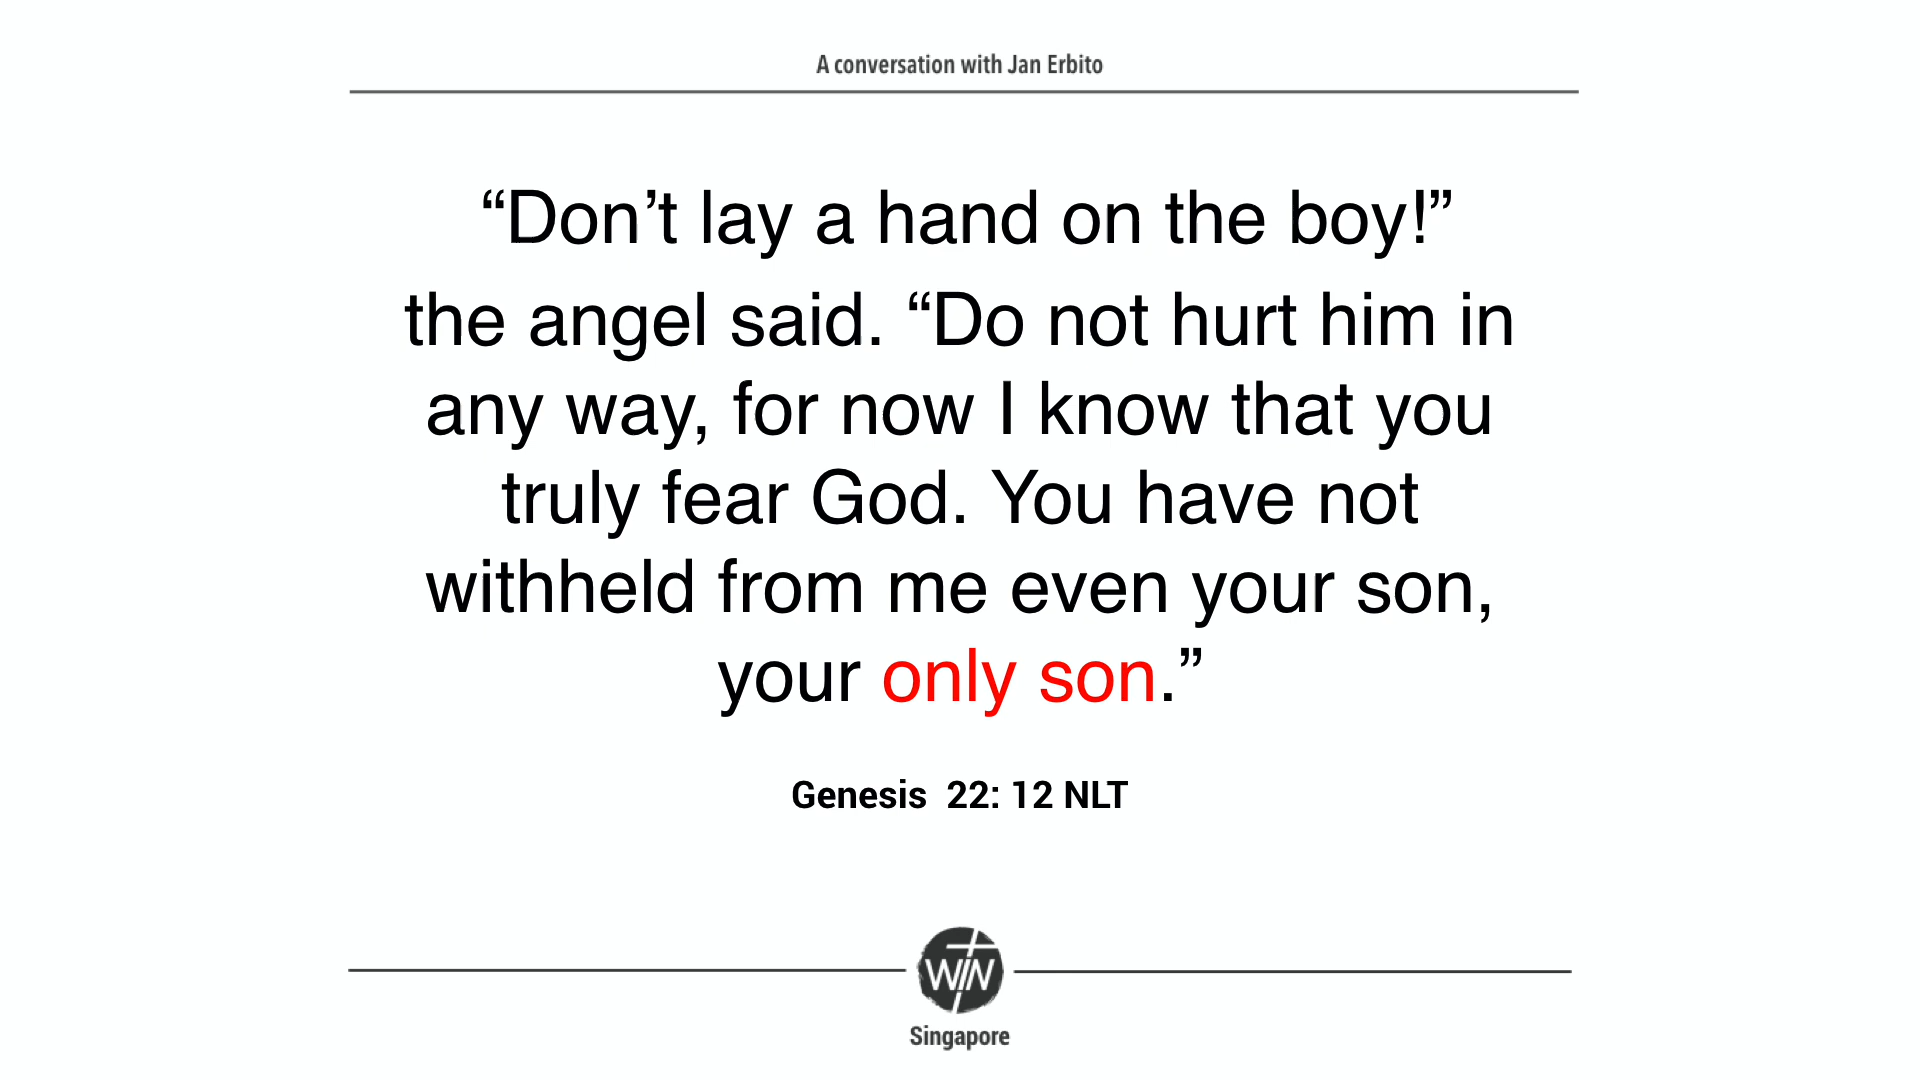 A conversation with Jan Erbito
“Don’t lay a hand on the boy!”
the angel said. “Do not hurt him in
any way, for now I know that you
truly fear God. You have not
withheld from me even your son,
your only son.”
Genesis  22: 12 NLT
WIN
Singapore